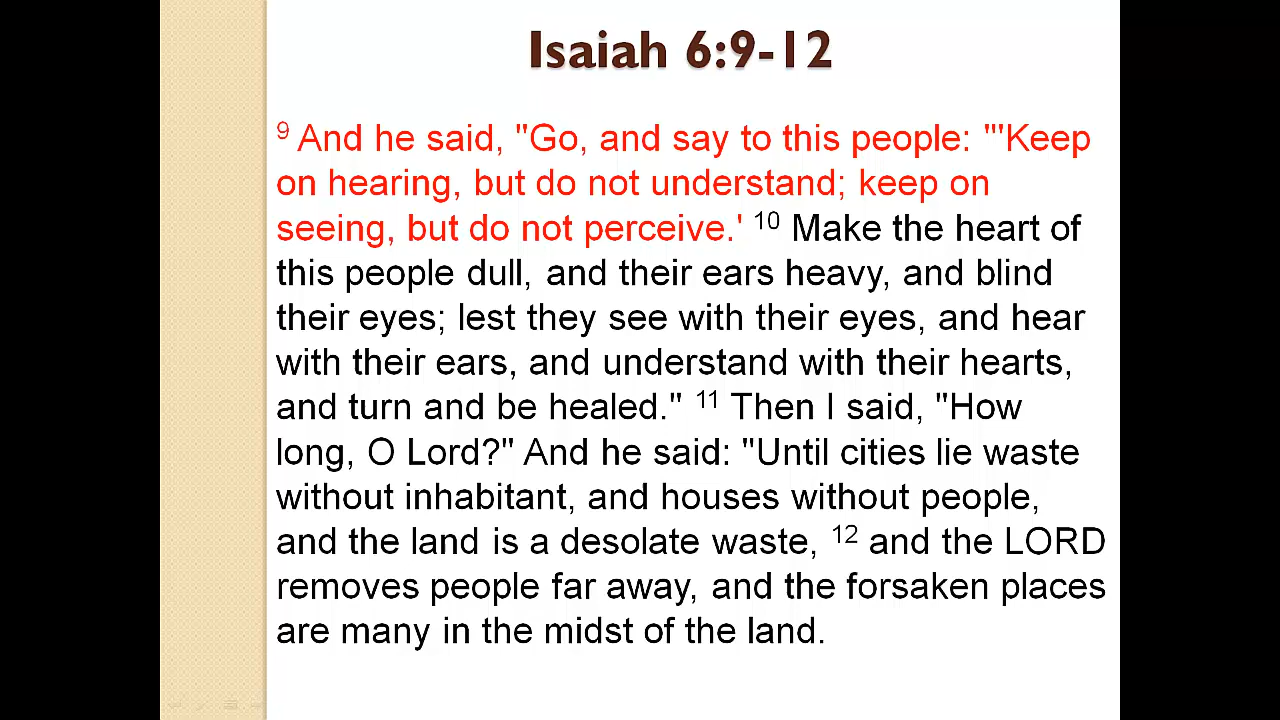 Isaiah 6:9-12
9 And he said, "Go, and say to this people: "'Keep
on hearing, but do not understand; keep on
seeing, but do not perceive.' 10 Make the heart of
this people dull, and their ears heavy, and blind
their eyes; lest they see with their eyes, and hear
with their ears, and understand with their hearts,
and turn and be healed." 11 Then I said, "How
long, O Lord?" And he said: "Until cities lie waste
without inhabitant, and houses without people,
and the land is a desolate waste, 12 and the LORD
removes people far away, and the forsaken places
are many in the midst of the land.